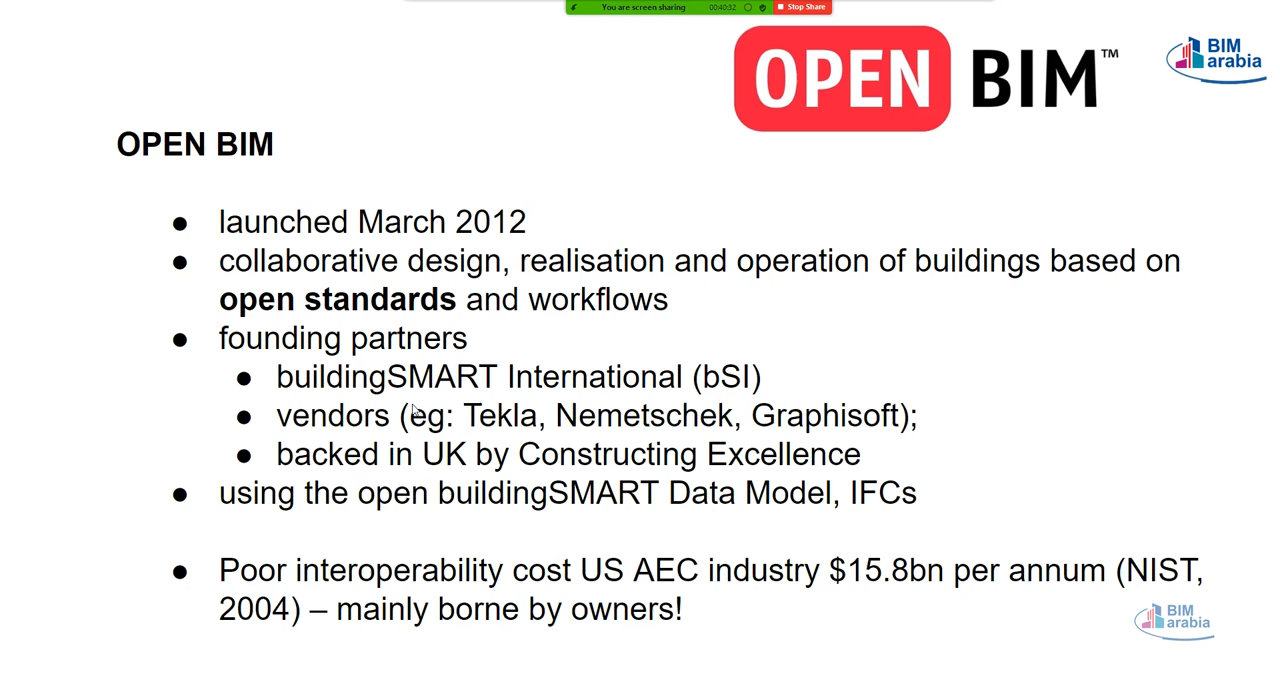 You are screen sharing 00:40:32 Stop Share
OPEN BIM™
BIM
arabia
OPEN BIM
● launched March 2012
● collaborative design, realisation and operation of buildings based on
open standards and workflows
● founding partners
● buildingSMART International (bSI)
● vendors (eg: Tekla, Nemetschek, Graphisoft);
● backed in UK by Constructing Excellence
● using the open buildingSMART Data Model, IFCs
● Poor interoperability cost US AEC industry $15.8bn per annum (NIST,
2004) – mainly borne by owners!
BIM
arabia